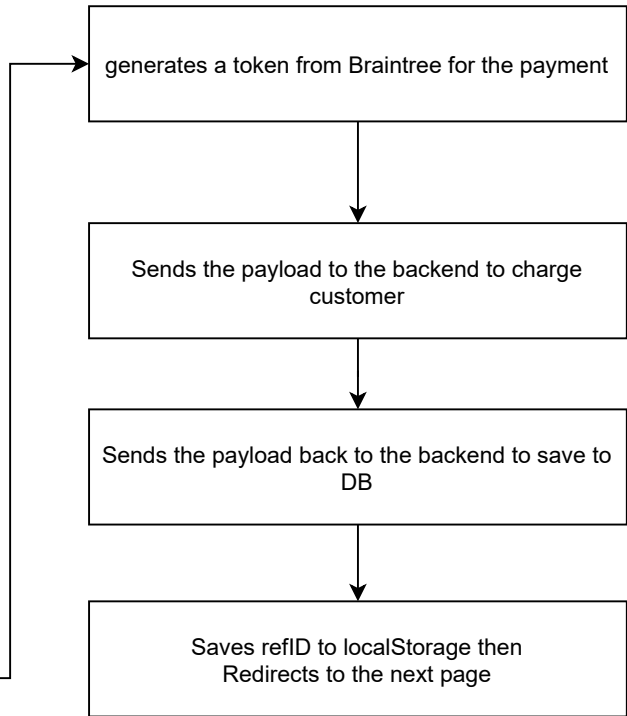 generates a token from Braintree for the payment
Sends the payload to the backend to charge
customer
Sends the payload back to the backend to save to
DB
Saves refID to localStorage then
Redirects to the next page